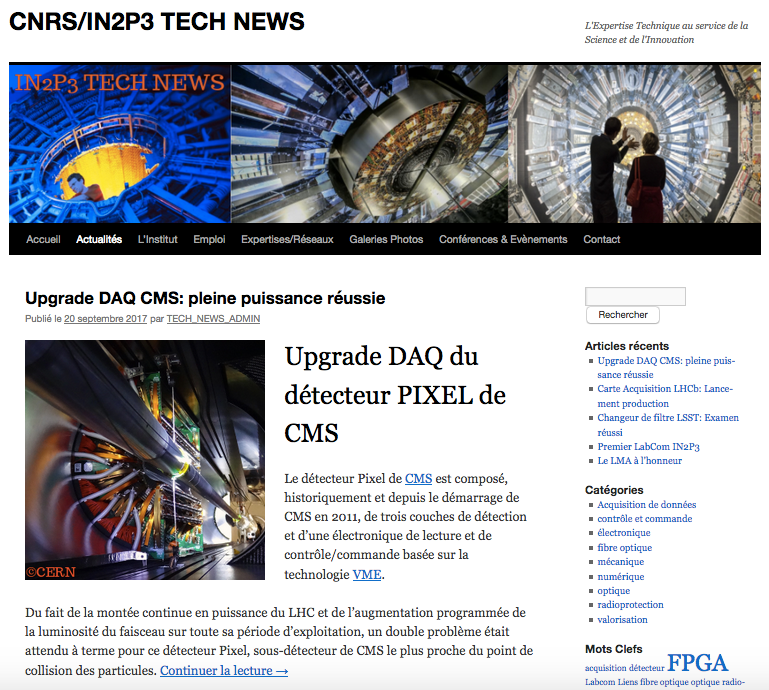 CNRS/IN2P3 TECH NEWS
L'Expertise Technique au service de la
Science et de l'Innovation
IN2P3 TECH NEWS
Accueil Actualités L'Institut Emploi Expertises/Réseaux Galeries Photos Conférences & Evènements Contact
Upgrade DAQ CMS: pleine puissance réussie
Publié le 20 septembre 2017 par TECH_NEWS_ADMIN
©CERN
Upgrade DAQ du
détecteur PIXEL de
CMS
Le détecteur Pixel de CMS est composé,
historiquement et depuis le démarrage de
CMS en 2011, de trois couches de détection
et d'une électronique de lecture et de
contrôle/commande basée sur la
technologie VME.
Du fait de la montée continue en puissance du LHC et de l'augmentation programmée de
la luminosité du faisceau sur toute sa période d'exploitation, un double problème était
attendu à terme pour ce détecteur Pixel, sous-détecteur de CMS le plus proche du point de
collision des particules. Continuer la lecture →
Rechercher
Articles récents
Upgrade DAQ CMS: pleine puis-
sance réussie
Carte Acquisition LHCb: Lance-
ment production
Changeur de filtre LSST: Examen
réussi
Premier LabCom IN2P3
Le LMA à l'honneur
Catégories
Acquisition de données
contrôle et commande
électronique
fibre optique
mécanique
numérique
optique
radioprotection
valorisation
Mots Clefs
acquisition détecteur FPGA
Labcom Liens fibre optique optique radio-